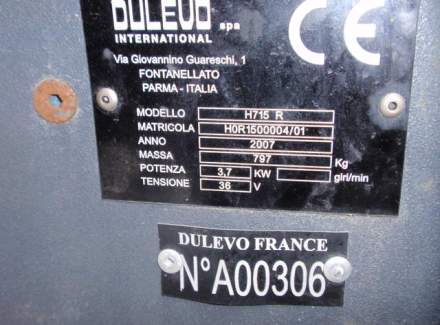 DULEVO spa
INTERNATIONAL
CE
Via Giovannino Guareschi, 1
FONTANELLATO
PARMA - ITALIA
MODELLO H715 R
MATRICOLA H0R1500004/01
ANNO 2007
MASSA 797 Kg
POTENZA 3,7 KW giri/min
TENSIONE 36 V
DULEVO FRANCE
N°A00306